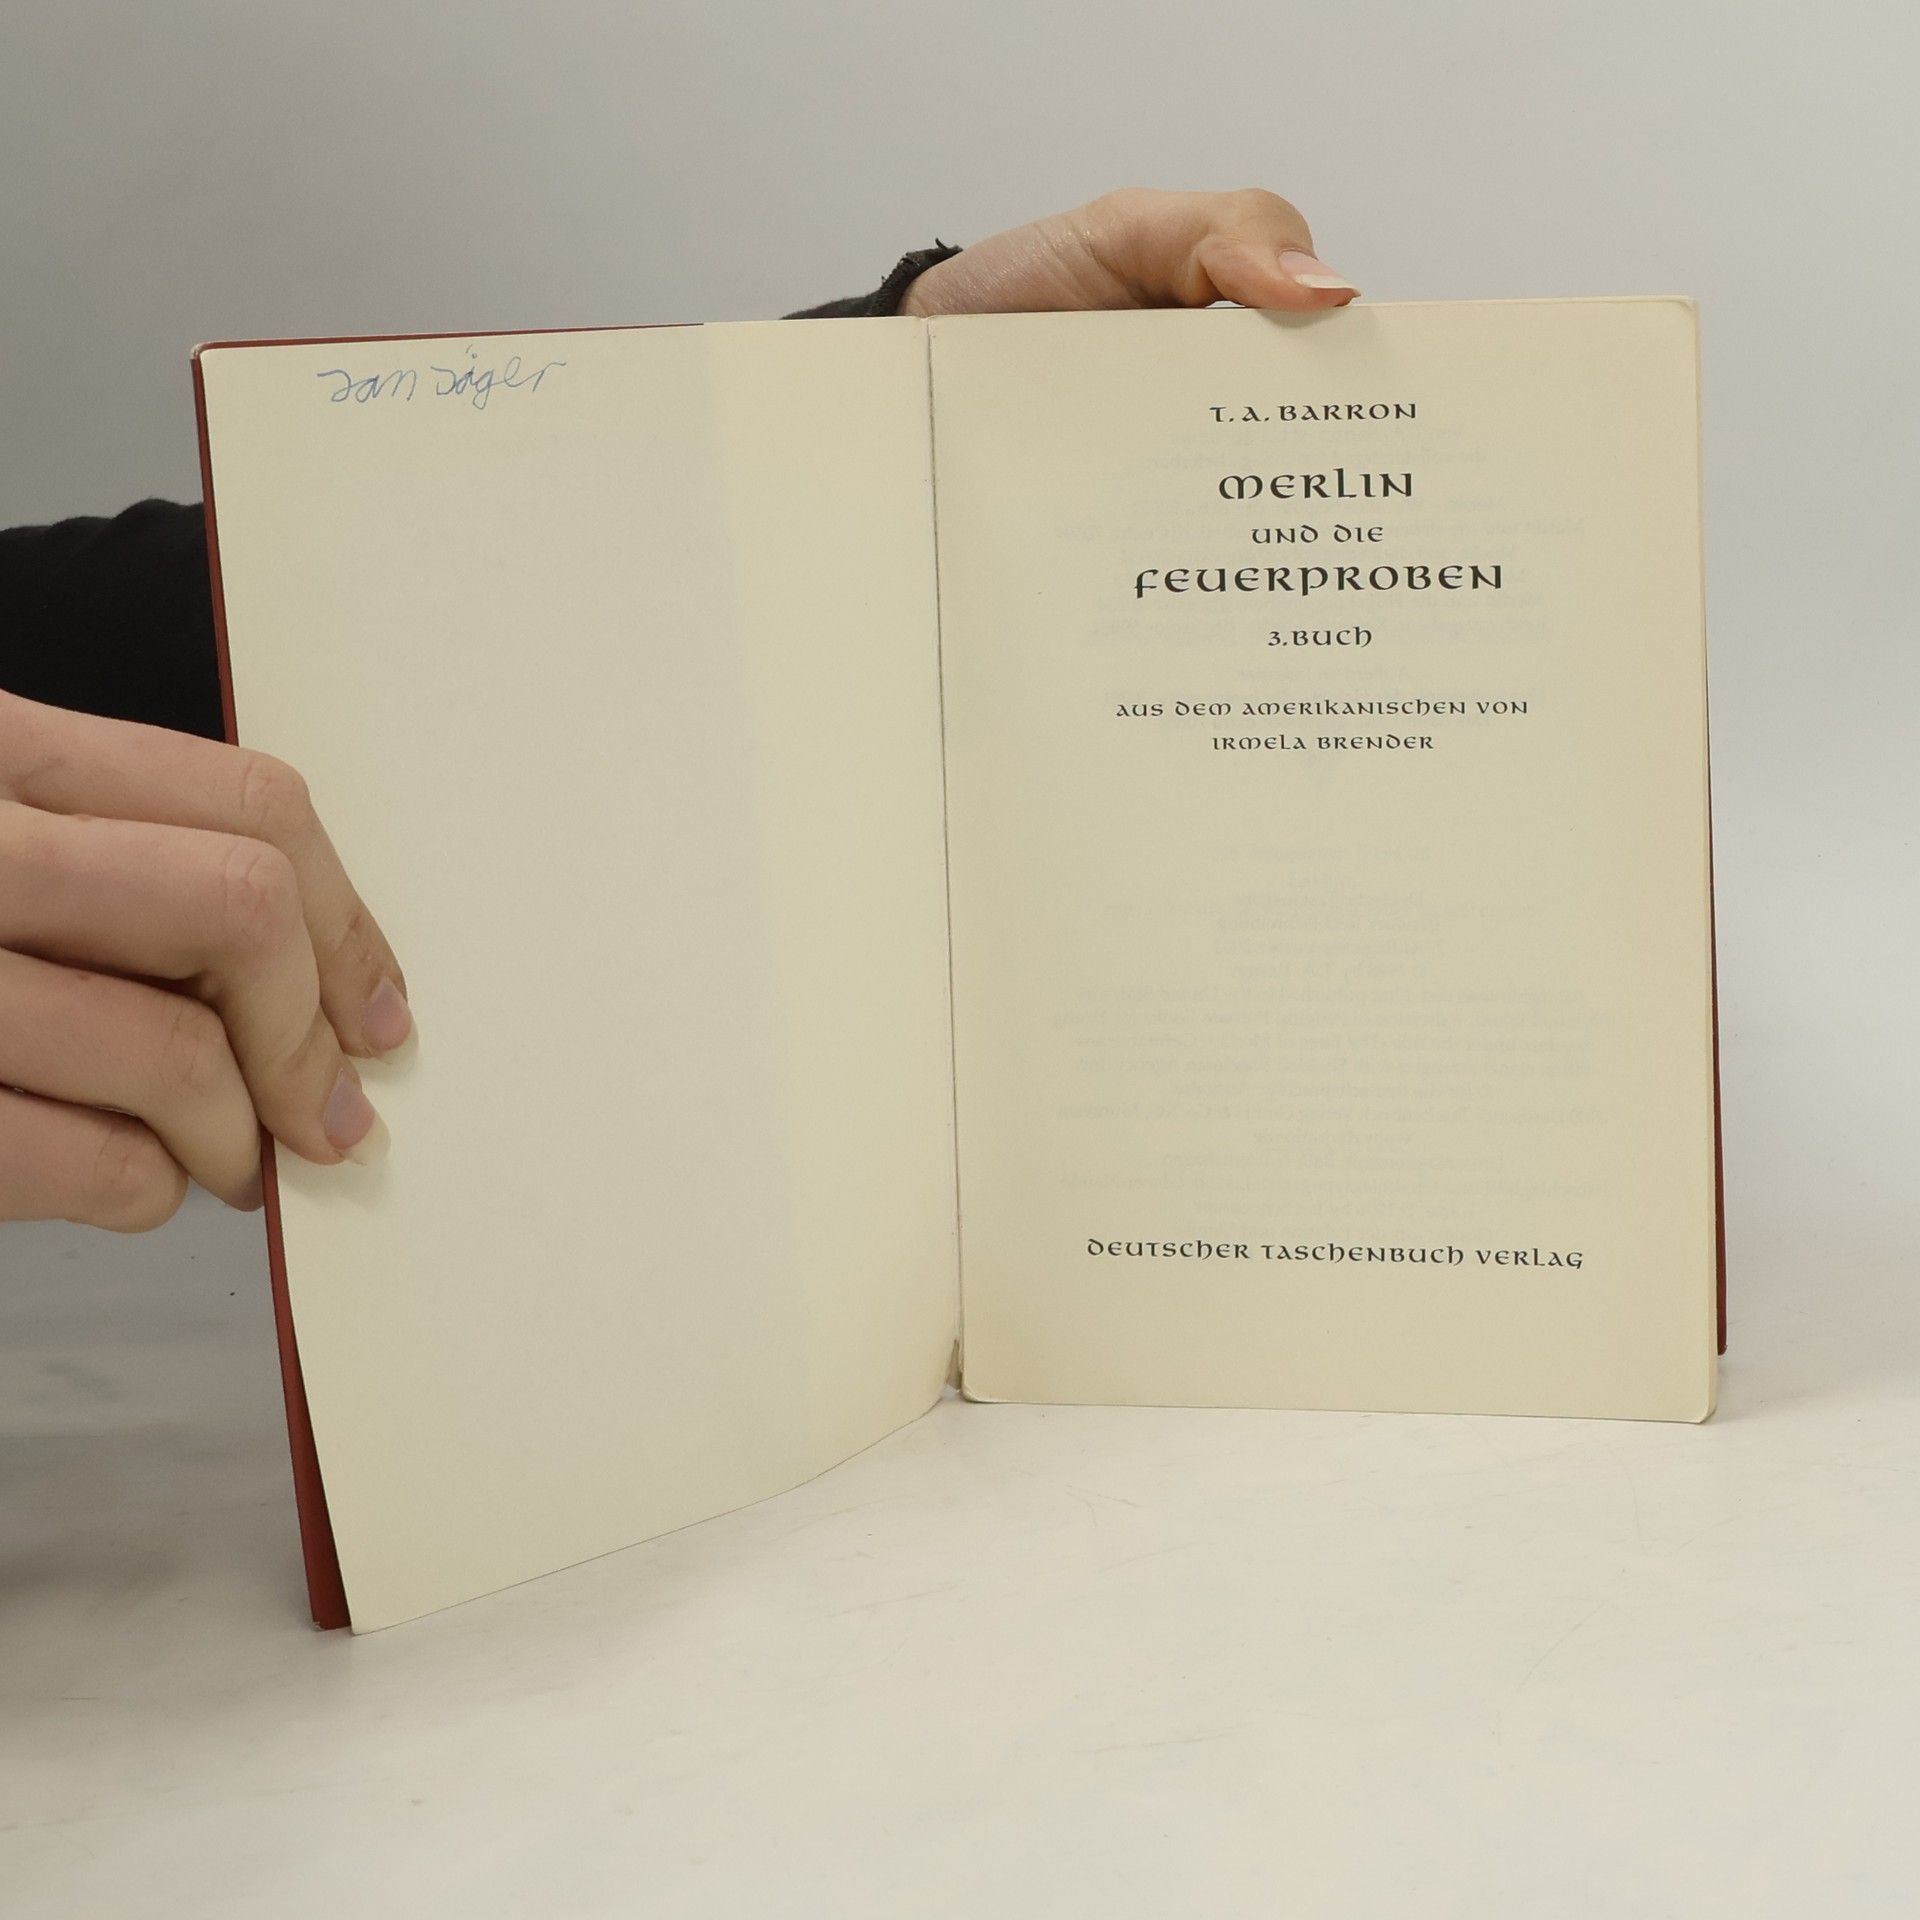 Jan Jäger
T. A. BARRON
MERLIN
UND DIE
FEUERPROBEN
3. BUCH
AUS DEM AMERIKANISCHEN VON
IRMELA BRENDER
DEUTSCHER TASCHENBUCH VERLAG